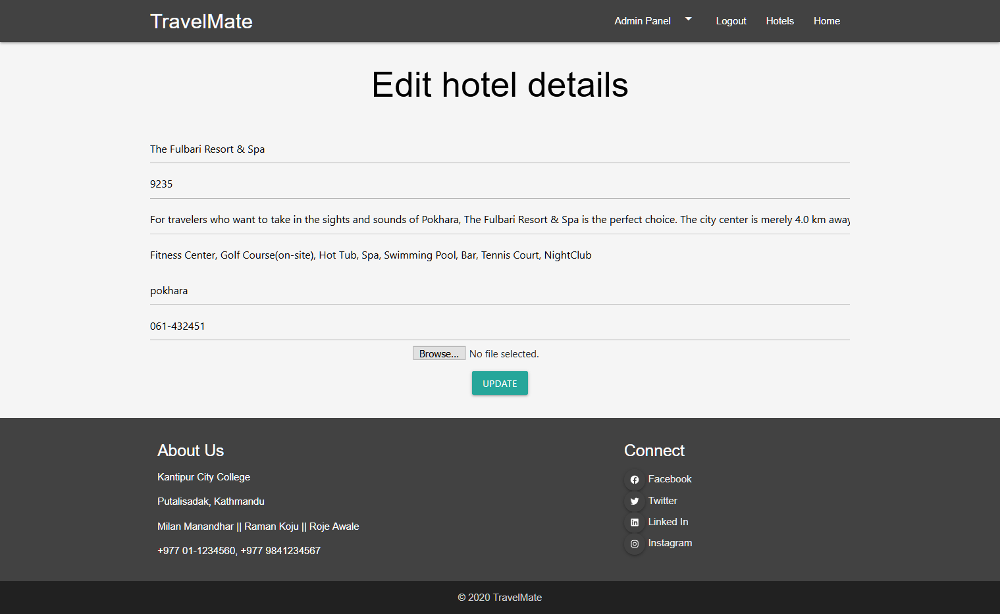 TravelMate
Admin Panel
Logout
Hotels
Home
Edit hotel details
The Fulbari Resort & Spa
9235
For travelers who want to take in the sights and sounds of Pokhara, The Fulbari Resort & Spa is the perfect choice. The city center is merely 4.0 km away
Fitness Center, Golf Course(on-site), Hot Tub, Spa, Swimming Pool, Bar, Tennis Court, NightClub
pokhara
061-432451
Browse... No file selected.
UPDATE
About Us
Kantipur City College
Putalisadak, Kathmandu
Milan Manandhar || Raman Koju || Roje Awale
+977 01-1234560, +977 9841234567
Connect
Facebook
Twitter
Linked In
Instagram
© 2020 TravelMate